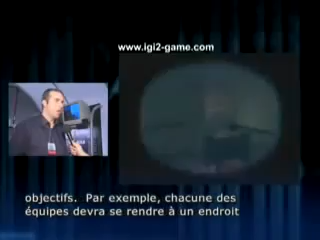 www.igi2-game.com
objectifs. Par exemple, chacune des
équipes devra se rendre à un endroit